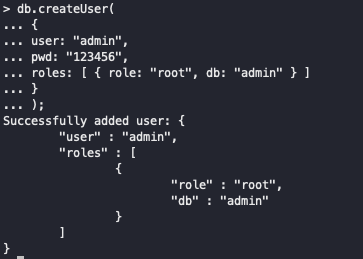 > db.createUser(
... {
... user: "admin",
... pwd: "123456",
... roles: [ { role: "root", db: "admin" } ]
... }
... );
Successfully added user: {
        "user" : "admin",
        "roles" : [
                {
                        "role" : "root",
                        "db" : "admin"
                }
        ]
}